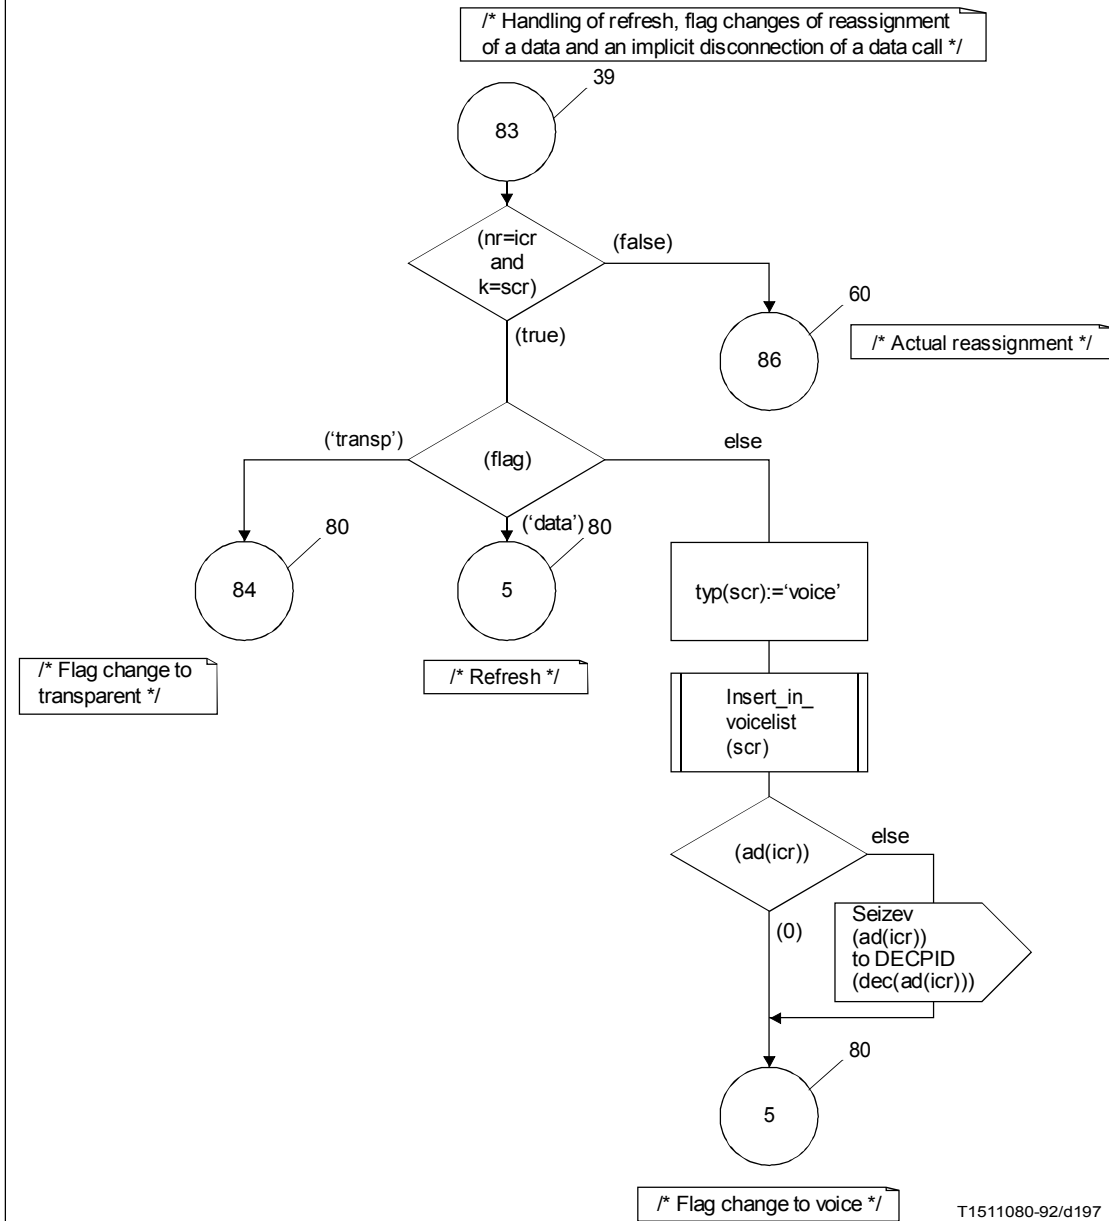 /* Handling of refresh, flag changes of reassignment
of a data and an implicit disconnection of a data call */
39
83
(nr=icr
and
k=scr)
(false)
(true)
60
86
/* Actual reassignment */
(‘transp’)
(flag)
else
(‘data’)
80
84
80
5
typ(scr):=‘voice’
/* Flag change to
transparent */
/* Refresh */
Insert_in_
voicelist
(scr)
(ad(icr))
else
(0)
Seizev
(ad(icr))
to DECPID
(dec(ad(icr)))
80
5
/* Flag change to voice */
T1511080-92/d197